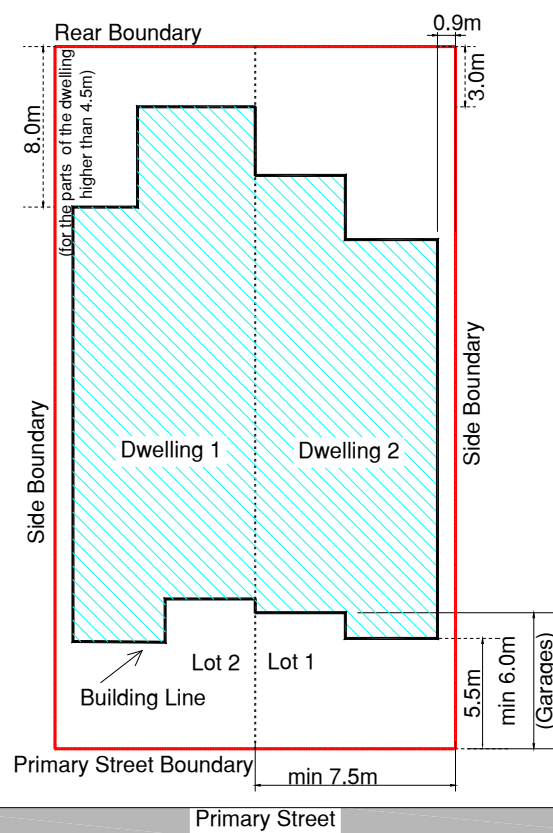 0.9m
Rear Boundary
3.0m
8.0m
(for the parts of the dwelling
higher than 4.5m)
Side Boundary
Side Boundary
Dwelling 1
Dwelling 2
Lot 2
Lot 1
Building Line
5.5m
min 6.0m
(Garages)
Primary Street Boundary
min 7.5m
Primary Street